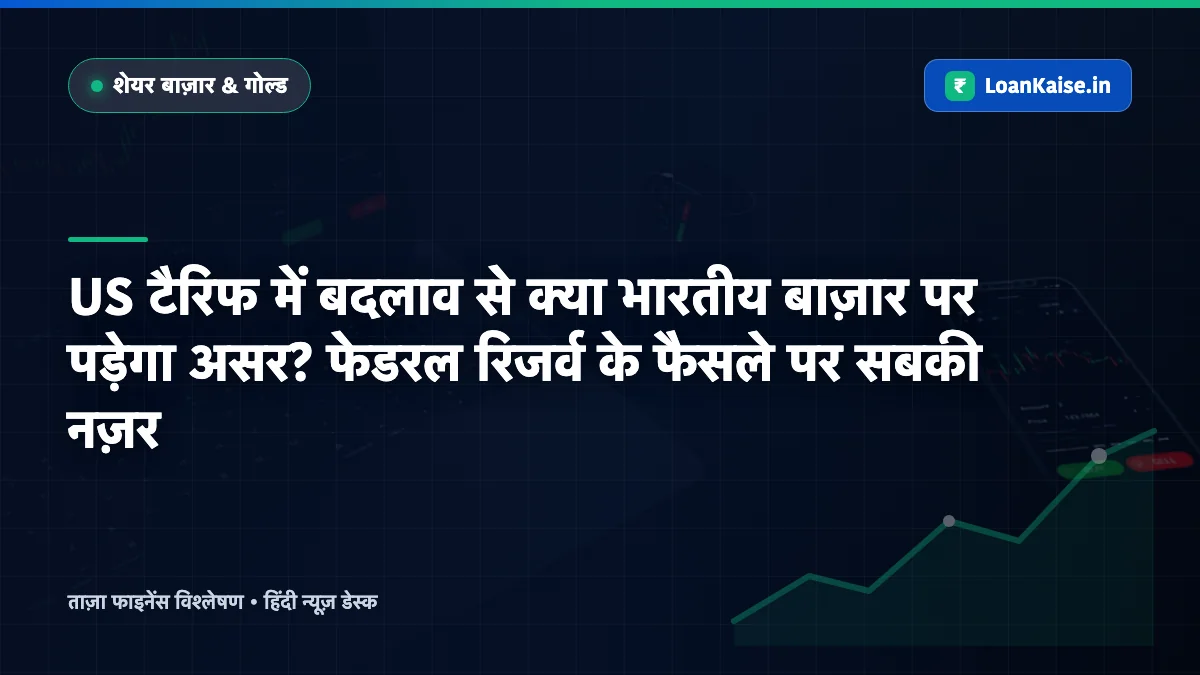 शेयर बाज़ार & गोल्ड
₹ LoanKaise.in
US टैरिफ में बदलाव से क्या भारतीय बाज़ार पर
पड़ेगा असर? फेडरल रिजर्व के फैसले पर सबकी
नज़र
ताज़ा फाइनेंस विश्लेषण • हिंदी न्यूज़ डेस्क